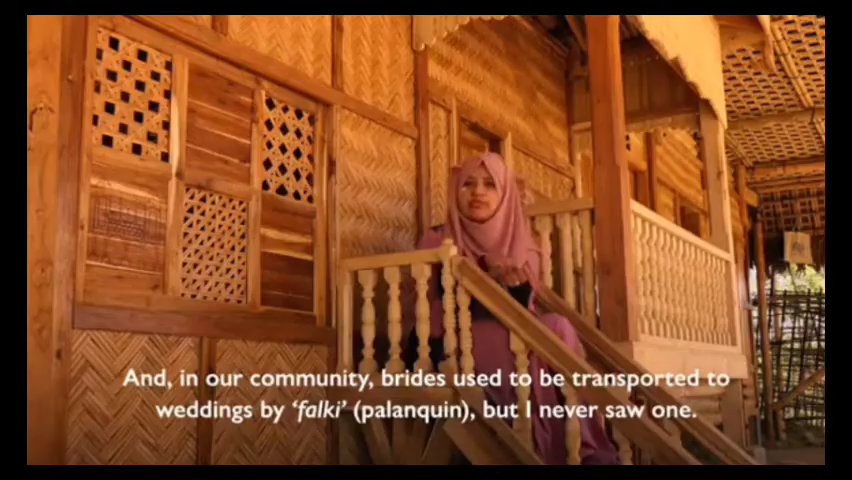 And, in our community, brides used to be transported to
weddings by ‘falki’ (palanquin), but I never saw one.